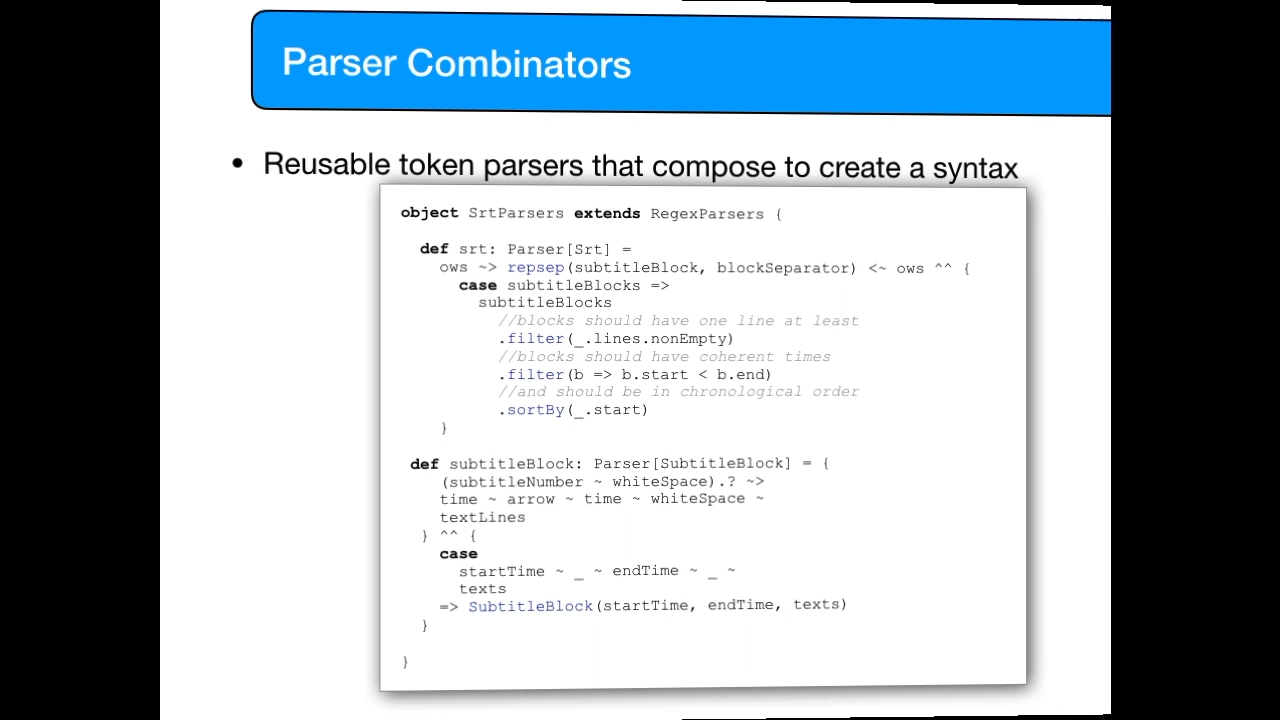 Parser Combinators
• Reusable token parsers that compose to create a syntax
object SrtParsers extends RegexParsers {
def srt: Parser[Srt] =
ows ~> repsep(subtitleBlock, blockSeparator) <~ ows ^^ {
case subtitleBlocks =>
subtitleBlocks
//blocks should have one line at least
.filter(_.lines.nonEmpty)
//blocks should have coherent times
.filter(b => b.start < b.end)
//and should be in chronological order
.sortBy(_.start)
}
def subtitleBlock: Parser[SubtitleBlock] = {
(subtitleNumber ~ whiteSpace).? ~>
time ~ arrow ~ time ~ whiteSpace ~
textLines
} ^^ {
case
startTime ~ _ ~ endTime ~ _ ~
texts
=> SubtitleBlock(startTime, endTime, texts)
}
}